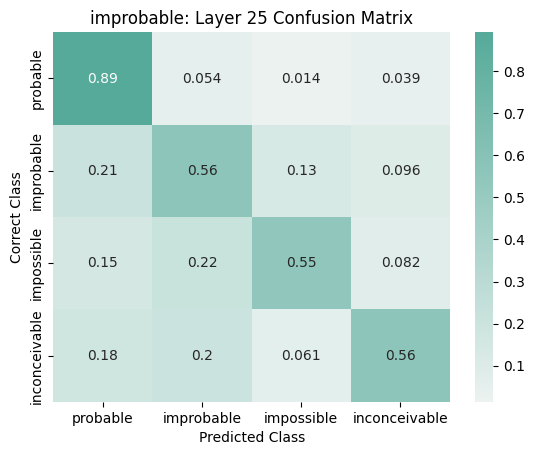 improbable: Layer 25 Confusion Matrix
probable
0.89 0.054 0.014 0.039
improbable
0.21 0.56 0.13 0.096
impossible
0.15 0.22 0.55 0.082
inconceivable
0.18 0.2 0.061 0.56
Correct Class
probable improbable impossible inconceivable
Predicted Class
0.8
0.7
0.6
0.5
0.4
0.3
0.2
0.1